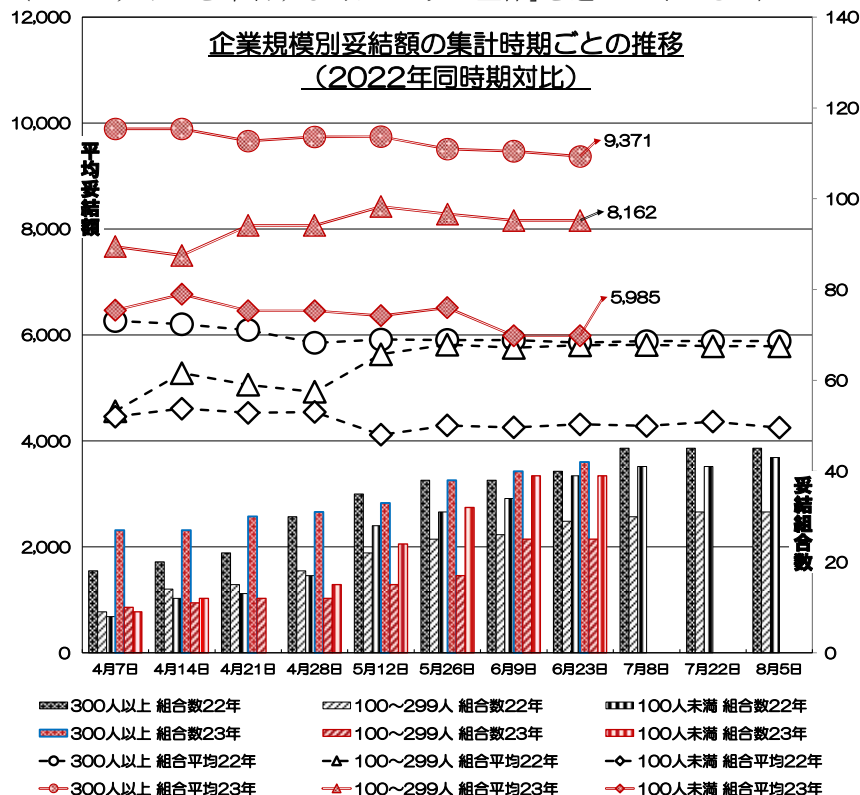 企業規模別妥結額の集計時期ごとの推移
（2022年同時期対比）
平均妥結額
妥結組合数
12,000
10,000
8,000
6,000
4,000
2,000
0
140
120
100
80
60
40
20
0
9,371
8,162
5,985
4月7日 4月14日 4月21日 4月28日 5月12日 5月26日 6月9日 6月23日 7月8日 7月22日 8月5日
300人以上 組合数22年 100～299人 組合数22年 100人未満 組合数22年
300人以上 組合数23年 100～299人 組合数23年 100人未満 組合数23年
300人以上 組合平均22年 100～299人 組合平均22年 100人未満 組合平均22年
300人以上 組合平均23年 100～299人 組合平均23年 100人未満 組合平均23年